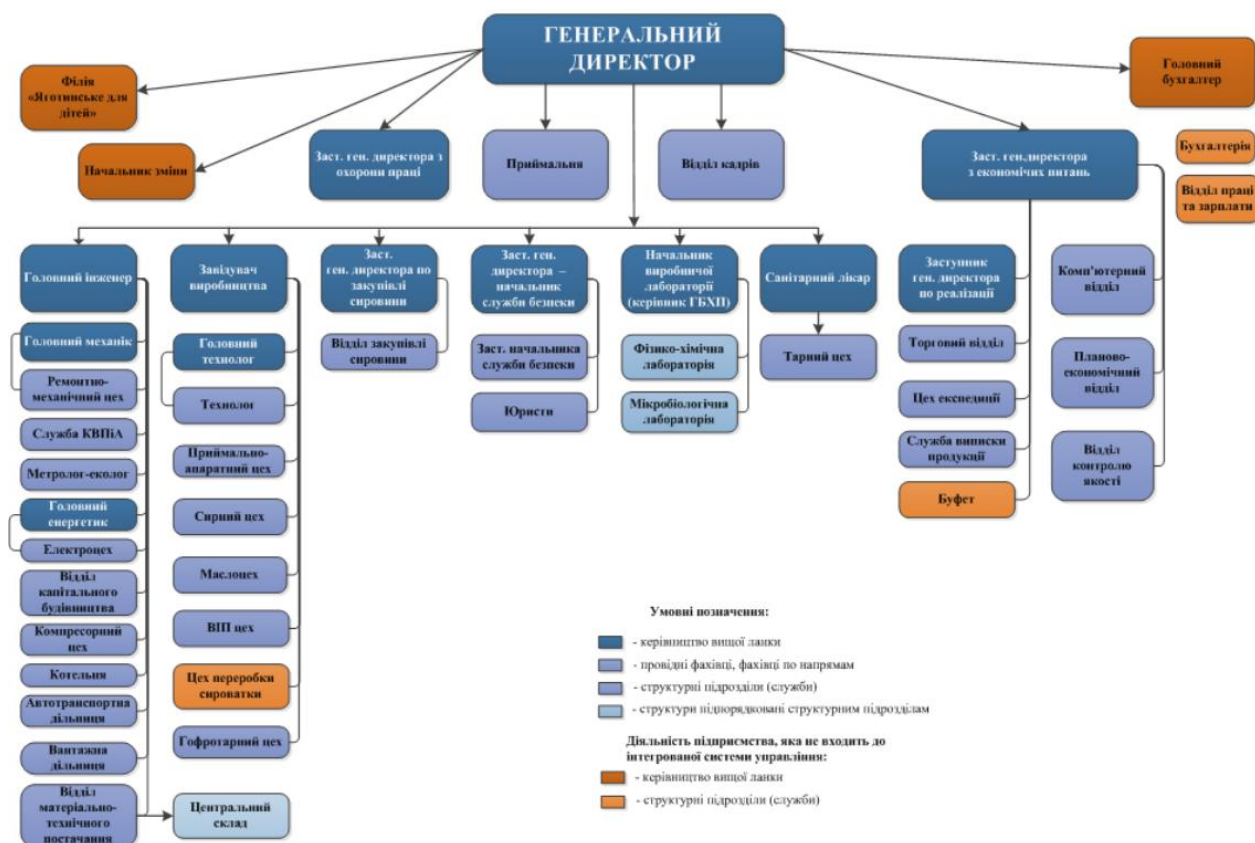 ГЕНЕРАЛЬНИЙ
ДИРЕКТОР
Філія
«Яготинське для
дітей»
Головний
бухгалтер
Начальник зміни
Заст. ген. директора з
охорони праці
Приймальня
Відділ кадрів
Заст. ген.директора
з економічих питань
Бухгалтерія
Відділ праці
та зарплати
Головний інженер
Завідувач
виробництва
Заст.
ген. директора по
закупівлі
сировини
Заст. ген.
директора –
начальник
служби безпеки
Начальник
виробничої
лабораторії
(керівник ГБХП)
Санітарний лікар
Заступник
ген. директора
по реалізації
Комп'ютерний
відділ
Головний механік
Головний
технолог
Відділ закупівлі
сировини
Заст. начальника
служби безпеки
Фізико-хімічна
лабораторія
Тарний цех
Торговий відділ
Планово-
економічний
відділ
Ремонтно-
механічний цех
Технолог
Юристи
Мікробіологічна
лабораторія
Цех експедиції
Служба КВПіА
Приймально-
апаратний цех
Служба виписки
продукції
Відділ
контролю
якості
Метролог-еколог
Буфет
Головний
енергетик
Сирний цех
Електроцех
Відділ
капітального
будівництва
Маслоцех
Компресорний
цех
ВІП цех
Котельня
Цех переробки
сироватки
Автотранспортна
дільниця
Гофротарний цех
Вантажна
дільниця
Відділ
матеріально-
технічного
постачання
Центральний
склад
Умовні позначення:
- керівництво вищої ланки
- провідні фахівці, фахівці по напрямам
- структурні підрозділи (служби)
- структури підпорядковані структурним підрозділам
Діяльність підприємства, яка не входить до
інтегрованої системи управління:
- керівництво вищої ланки
- структурні підрозділи (служби)